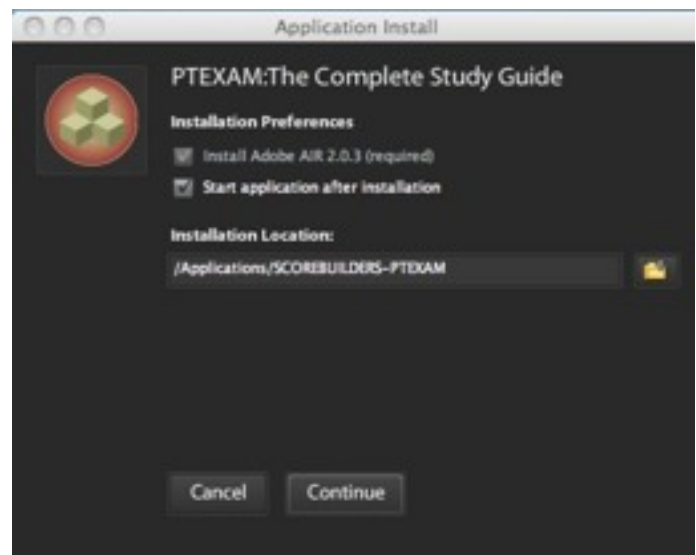 Application Install
PTEXAM:The Complete Study Guide
Installation Preferences
Install Adobe AIR 2.0.3 (required)
Start application after installation
Installation Location:
/Applications/SCOREBUILDERS-PTEXAM
Cancel
Continue